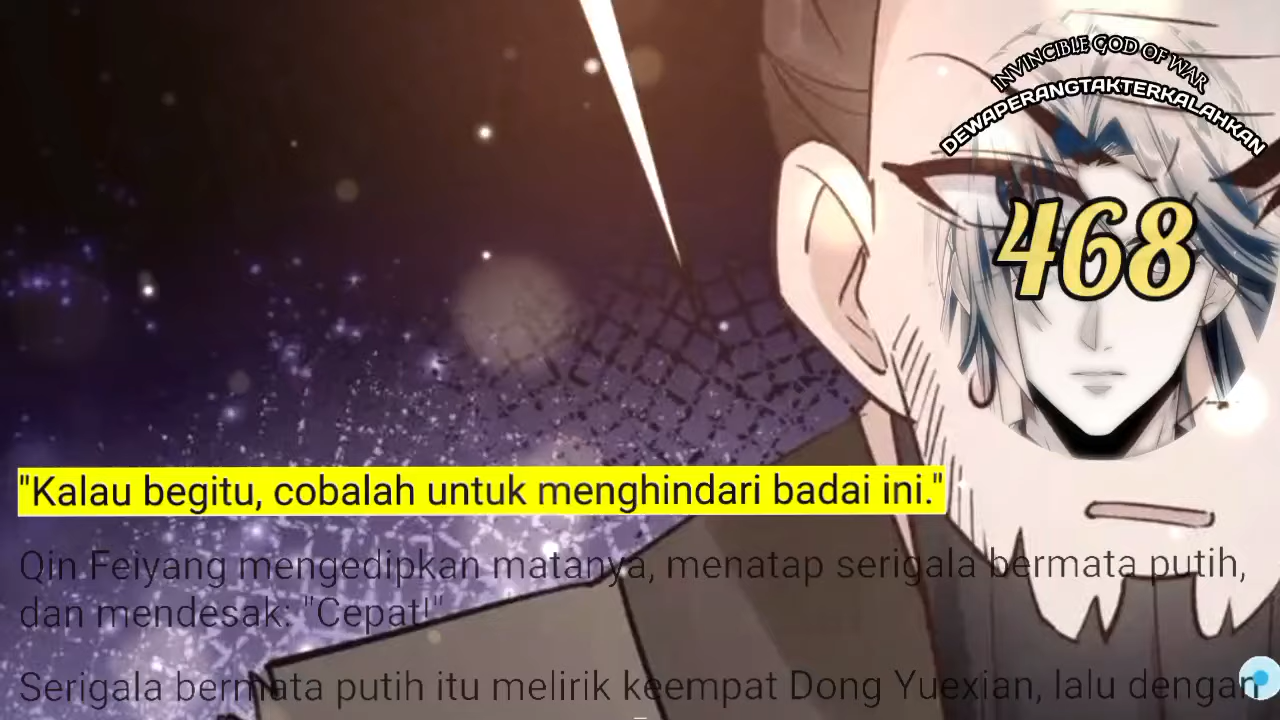 INVINCIBLE GOD OF WAR
DEWAPERANGTAKTERKALAHKAN
468
"Kalau begitu, cobalah untuk menghindari badai ini."
Qin Feiyang mengedipkan matanya, menatap serigala bermata putih,
dan mendesak: "Cepat!"
Serigala bermata putih itu melirik keempat Dong Yuexian, lalu dengan